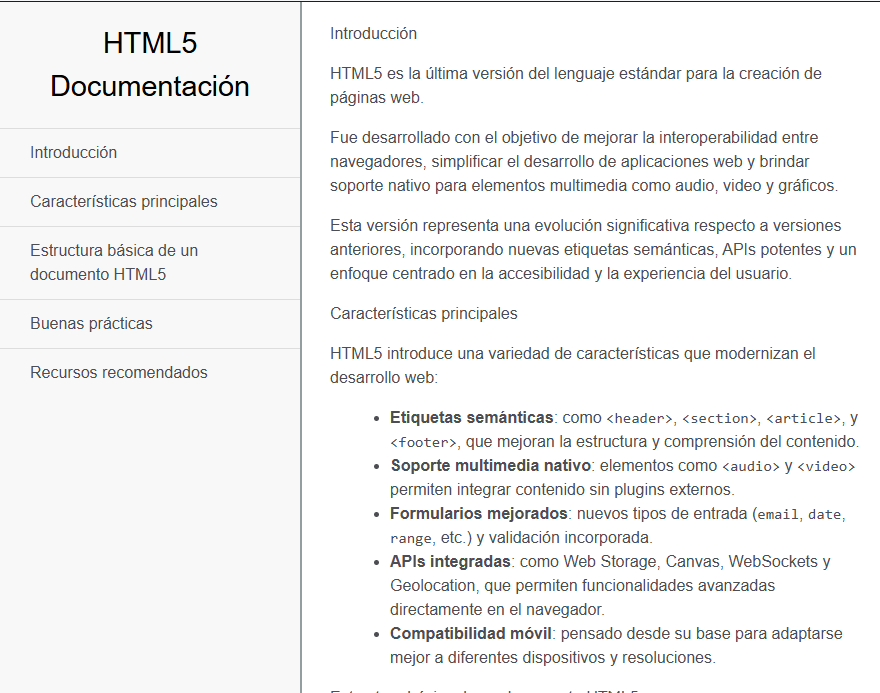 HTML5
Documentación
Introducción
Características principales
Estructura básica de un
documento HTML5
Buenas prácticas
Recursos recomendados
Introducción
HTML5 es la última versión del lenguaje estándar para la creación de
páginas web.
Fue desarrollado con el objetivo de mejorar la interoperabilidad entre
navegadores, simplificar el desarrollo de aplicaciones web y brindar
soporte nativo para elementos multimedia como audio, video y gráficos.
Esta versión representa una evolución significativa respecto a versiones
anteriores, incorporando nuevas etiquetas semánticas, APIs potentes y un
enfoque centrado en la accesibilidad y la experiencia del usuario.
Características principales
HTML5 introduce una variedad de características que modernizan el
desarrollo web:
• Etiquetas semánticas: como <header>, <section>, <article>, y
<footer>, que mejoran la estructura y comprensión del contenido.
• Soporte multimedia nativo: elementos como <audio> y <video>
permiten integrar contenido sin plugins externos.
• Formularios mejorados: nuevos tipos de entrada (email, date,
range, etc.) y validación incorporada.
• APIs integradas: como Web Storage, Canvas, WebSockets y
Geolocation, que permiten funcionalidades avanzadas
directamente en el navegador.
• Compatibilidad móvil: pensado desde su base para adaptarse
mejor a diferentes dispositivos y resoluciones.